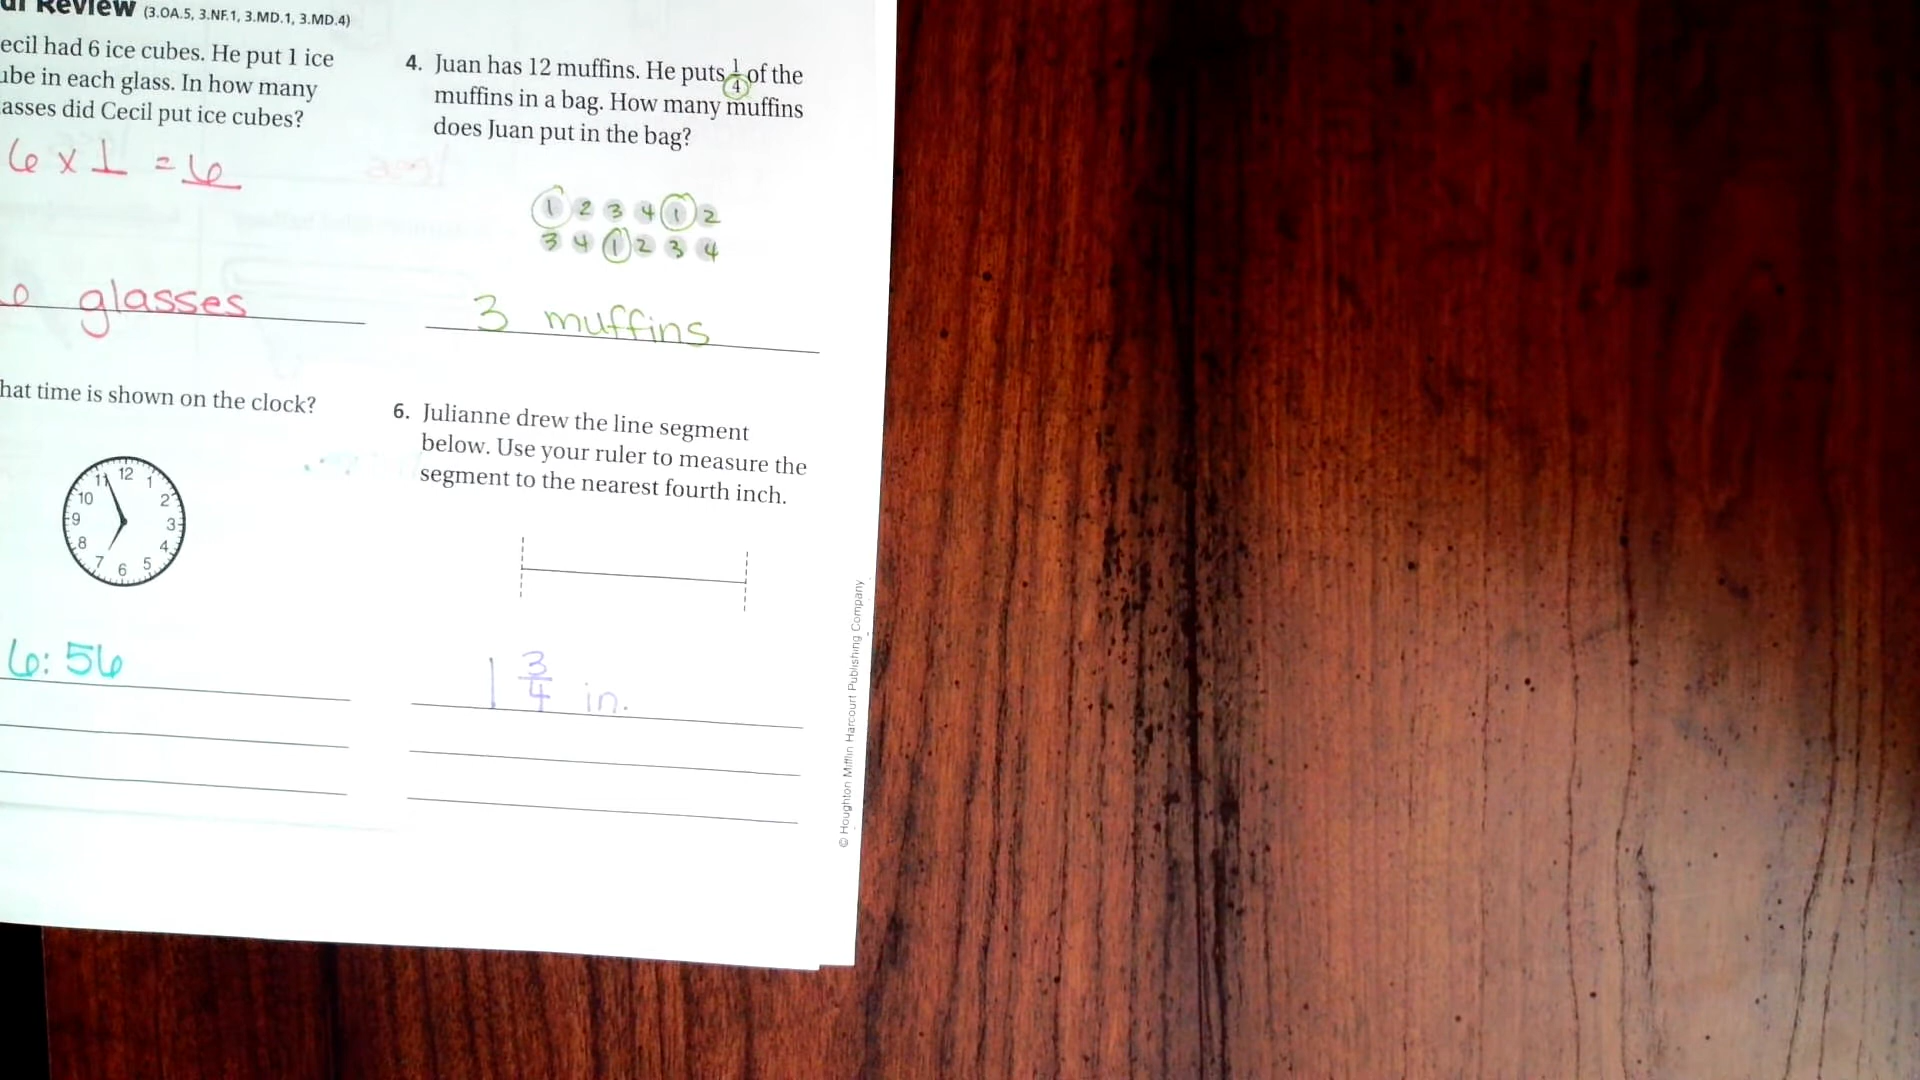 Review (3.OA.5, 3.NF.1, 3.MD.1, 3.MD.4)
ecil had 6 ice cubes. He put 1 ice
ube in each glass. In how many
asses did Cecil put ice cubes?
6 x 1 = 6
glasses
4. Juan has 12 muffins. He puts 1/4 of the
muffins in a bag. How many muffins
does Juan put in the bag?
1 2 3 4 1 2
3 4 1 2 3 4
3 muffins
hat time is shown on the clock?
12
11 1
10 2
9 3
8 4
7 6 5
6:56
6. Julianne drew the line segment
below. Use your ruler to measure the
segment to the nearest fourth inch.
1 3/4 in.
© Houghton Mifflin Harcourt Publishing Company